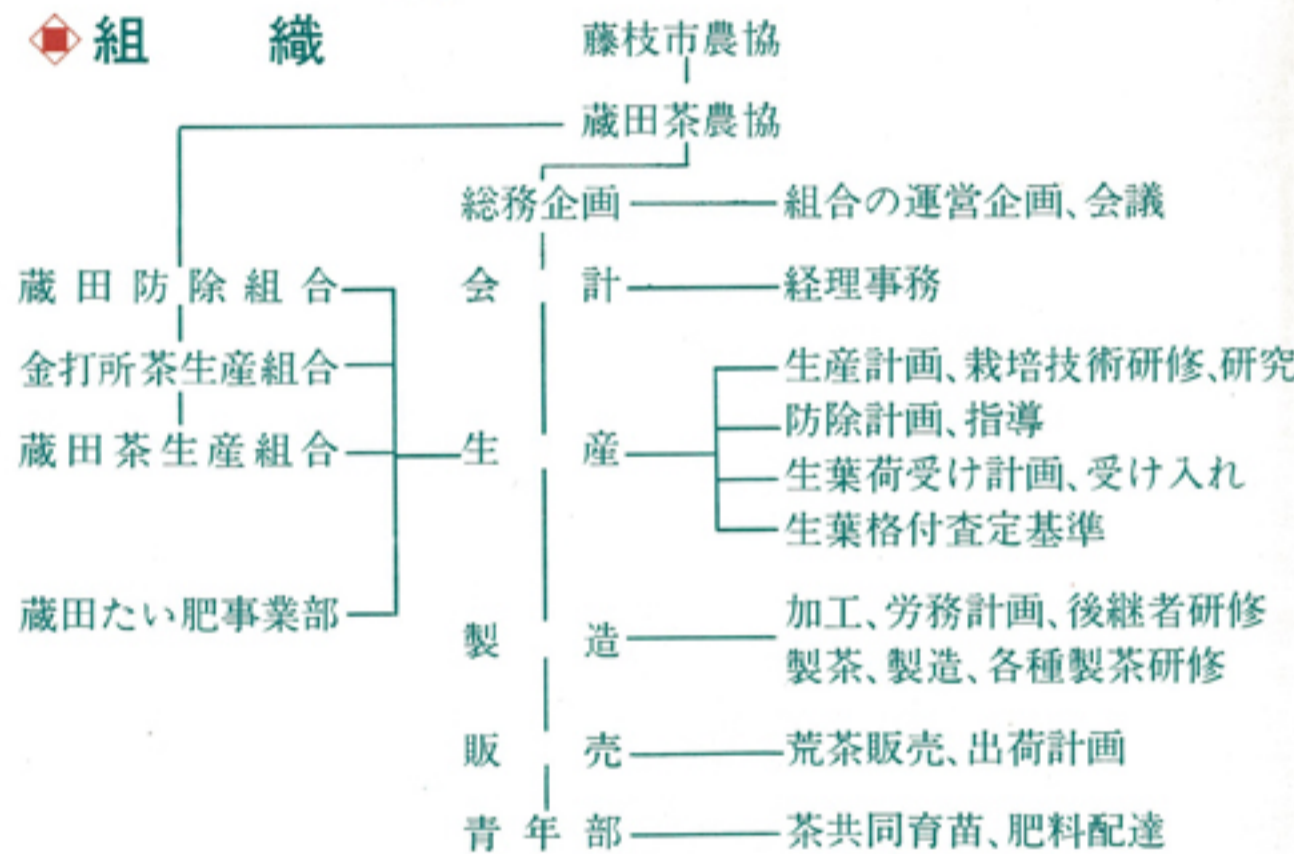 組織
藤枝市農協
蔵田茶農協
総務企画 組合の運営企画、会議
蔵田防除組合 会計 経理事務
金打所茶生産組合 生産計画、栽培技術研修、研究
防除計画、指導
蔵田茶生産組合 生産
生葉荷受け計画、受け入れ
生葉格付査定基準
蔵田たい肥事業部 加工、労務計画、後継者研修
製造
製茶、製造、各種製茶研修
販売 荒茶販売、出荷計画
青年部 茶共同育苗、肥料配達